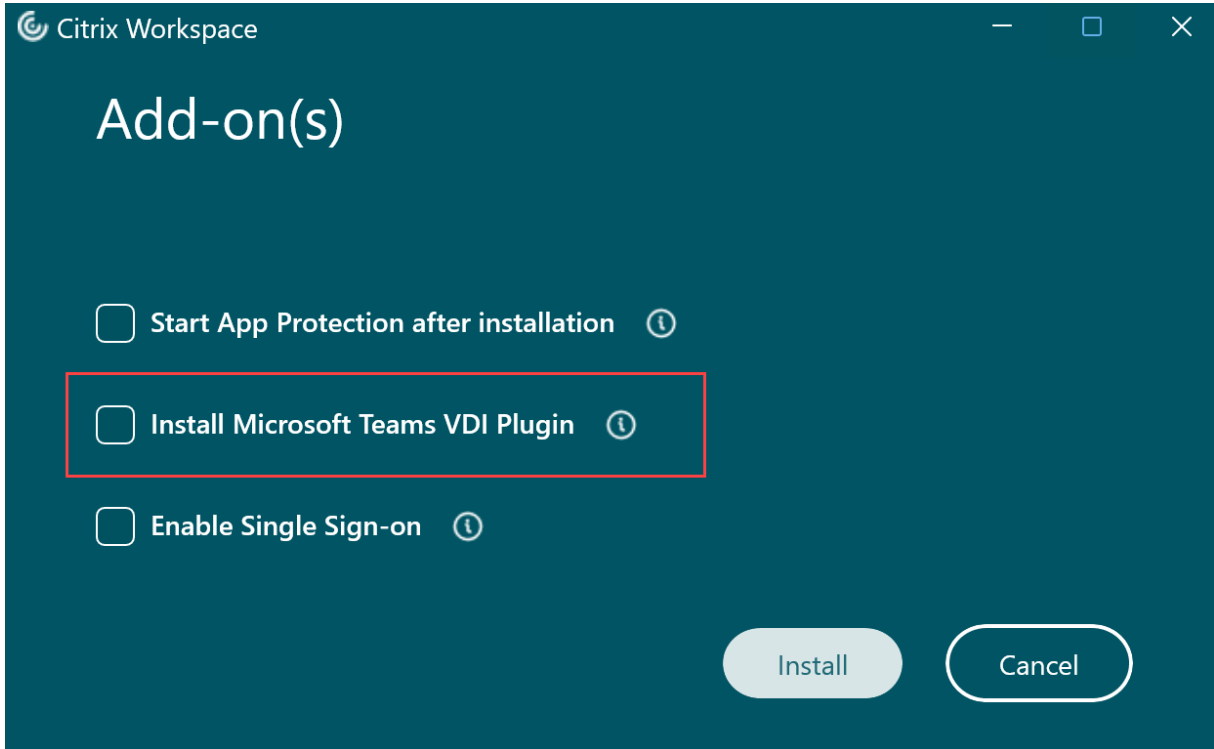 Citrix Workspace
Add-on(s)
Start App Protection after installation
Install Microsoft Teams VDI Plugin
Enable Single Sign-on
Install
Cancel